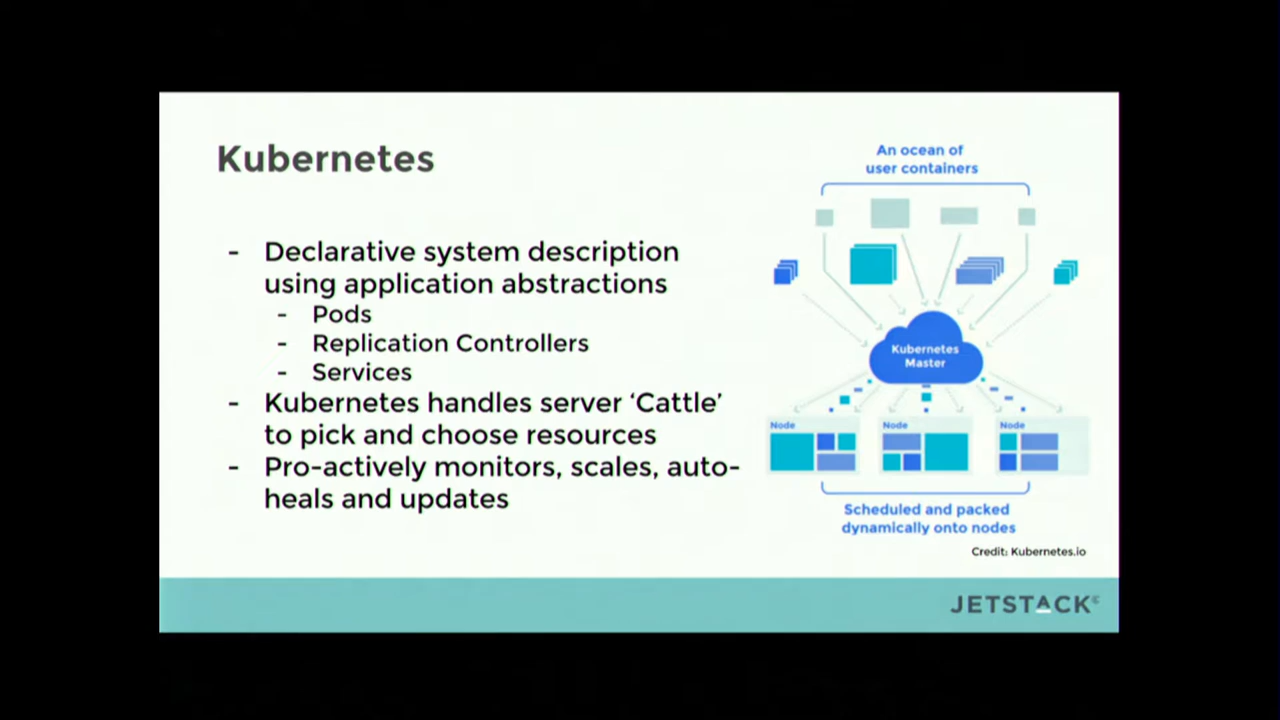 Kubernetes
- Declarative system description
using application abstractions
- Pods
- Replication Controllers
- Services
- Kubernetes handles server ‘Cattle’
to pick and choose resources
- Pro-actively monitors, scales, auto-
heals and updates
An ocean of
user containers
Kubernetes
Master
Node
Node
Node
Scheduled and packed
dynamically onto nodes
Credit: Kubernetes.io
JETSTACK